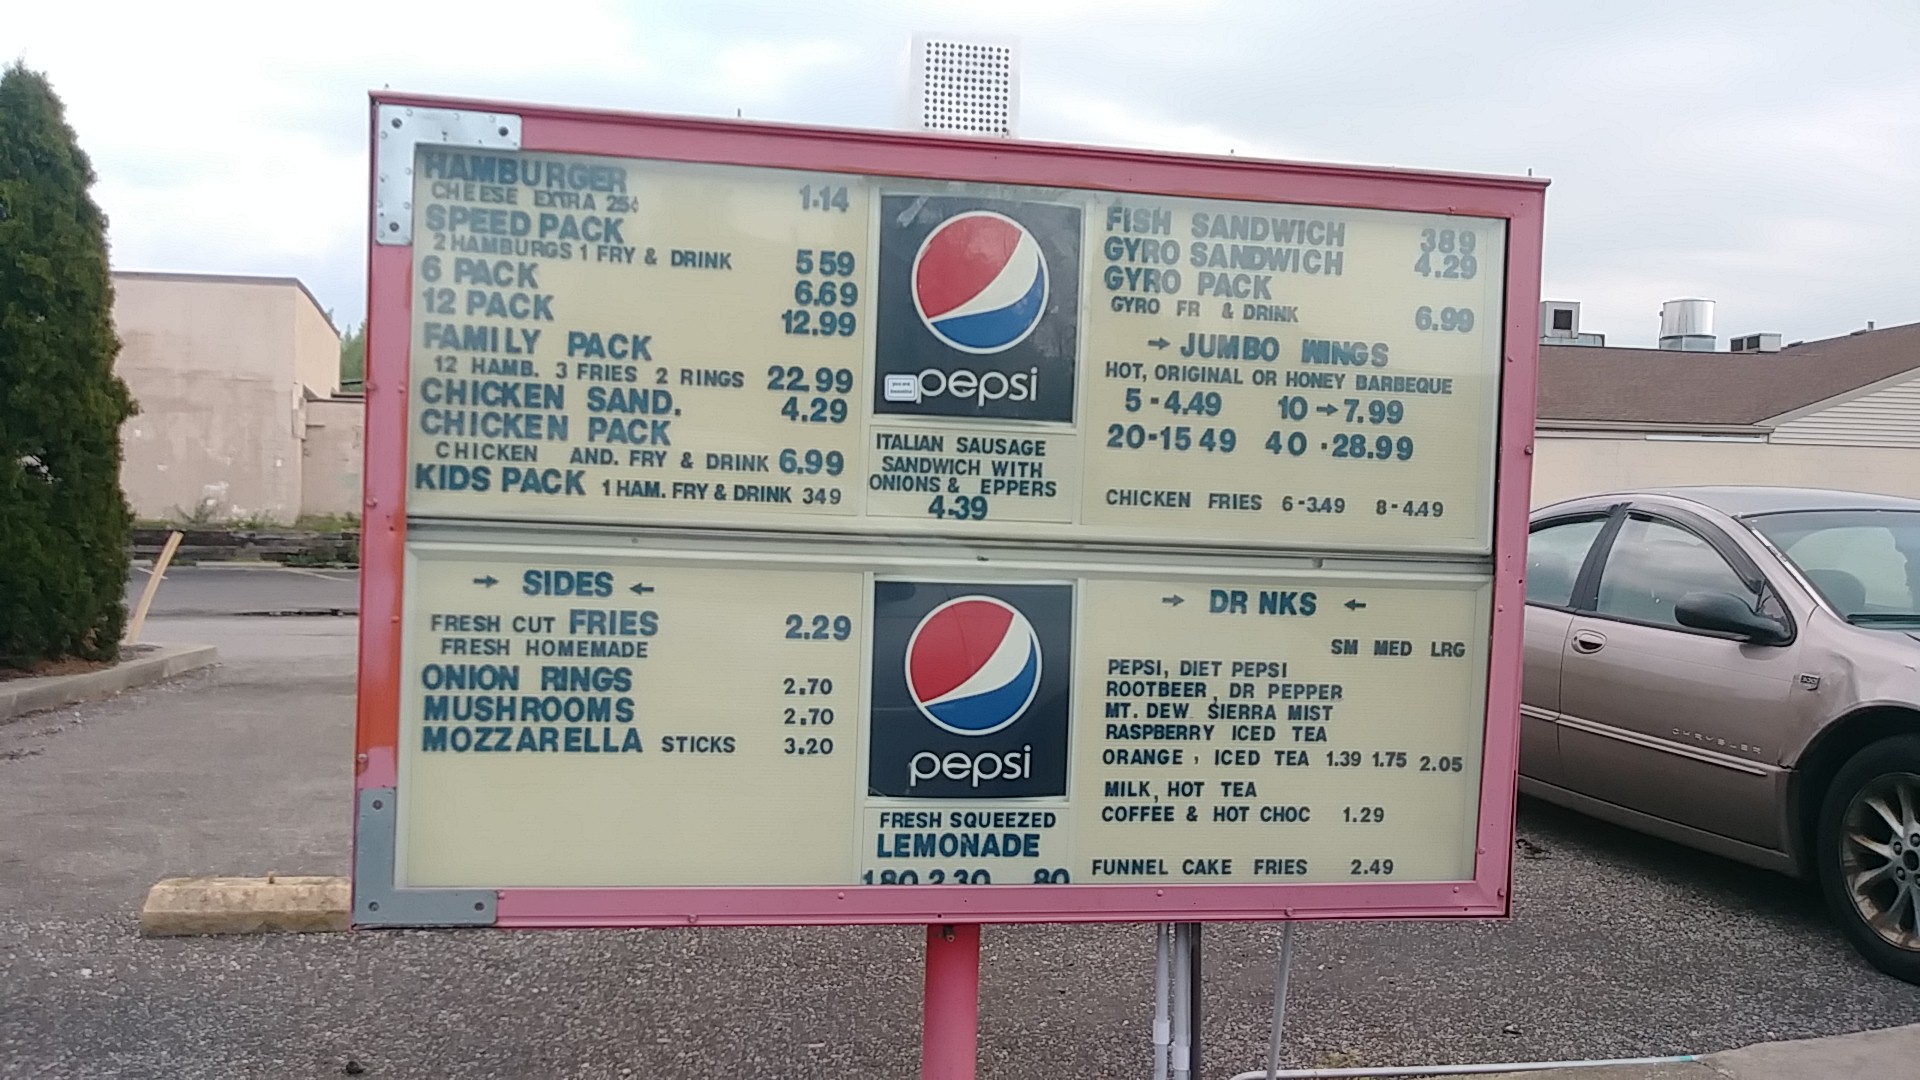 HAMBURGER 1.14
CHEESE EXTRA 25¢
SPEED PACK
2 HAMBURGS 1 FRY & DRINK 5 59
6 PACK 6.69
12 PACK 12.99
FAMILY PACK
12 HAMB. 3 FRIES 2 RINGS 22.99
CHICKEN SAND. 4.29
CHICKEN PACK
CHICKEN AND. FRY & DRINK 6.99
KIDS PACK 1 HAM. FRY & DRINK 349
pepsi
ITALIAN SAUSAGE
SANDWICH WITH
ONIONS & EPPERS
4.39
FISH SANDWICH 389
GYRO SANDWICH 4.29
GYRO PACK
GYRO FR & DRINK 6.99
→ JUMBO WINGS
HOT, ORIGINAL OR HONEY BARBEQUE
5 - 4.49 10 → 7.99
20-15 49 40 -28.99
CHICKEN FRIES 6-3.49 8-4.49
→ SIDES ←
FRESH CUT FRIES 2.29
FRESH HOMEMADE
ONION RINGS 2.70
MUSHROOMS 2.70
MOZZARELLA STICKS 3.20
pepsi
FRESH SQUEEZED
LEMONADE
1.80 2.30 80
→ DR NKS ←
SM MED LRG
PEPSI, DIET PEPSI
ROOTBEER, DR PEPPER
MT. DEW SIERRA MIST
RASPBERRY ICED TEA
ORANGE, ICED TEA 1.39 1.75 2.05
MILK, HOT TEA
COFFEE & HOT CHOC 1.29
FUNNEL CAKE FRIES 2.49
CHRYSLER